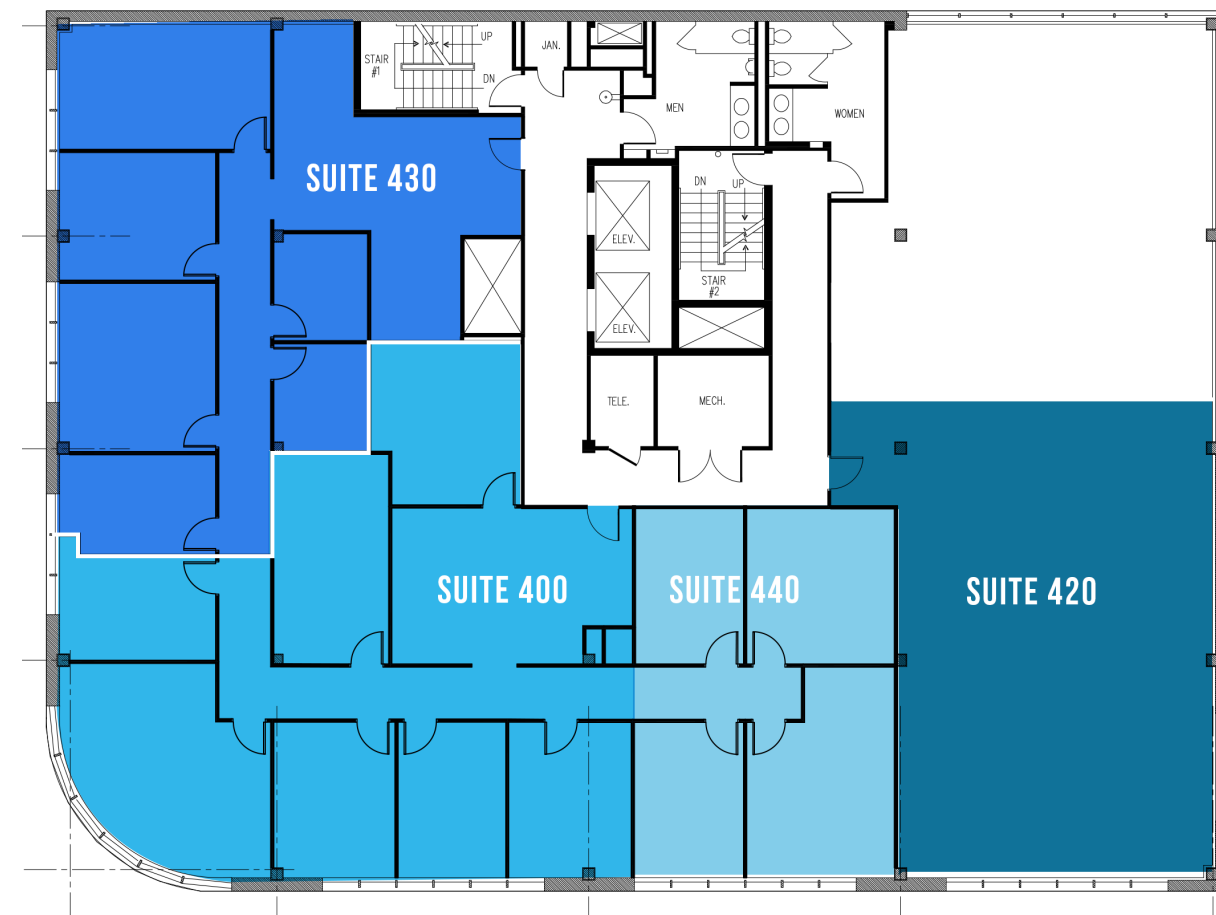 UP
JAN.
STAIR
#1
DN
MEN
WOMEN
SUITE 430
DN
UP
ELEV.
STAIR
#2
ELEV.
TELE.
MECH.
SUITE 400
SUITE 440
SUITE 420